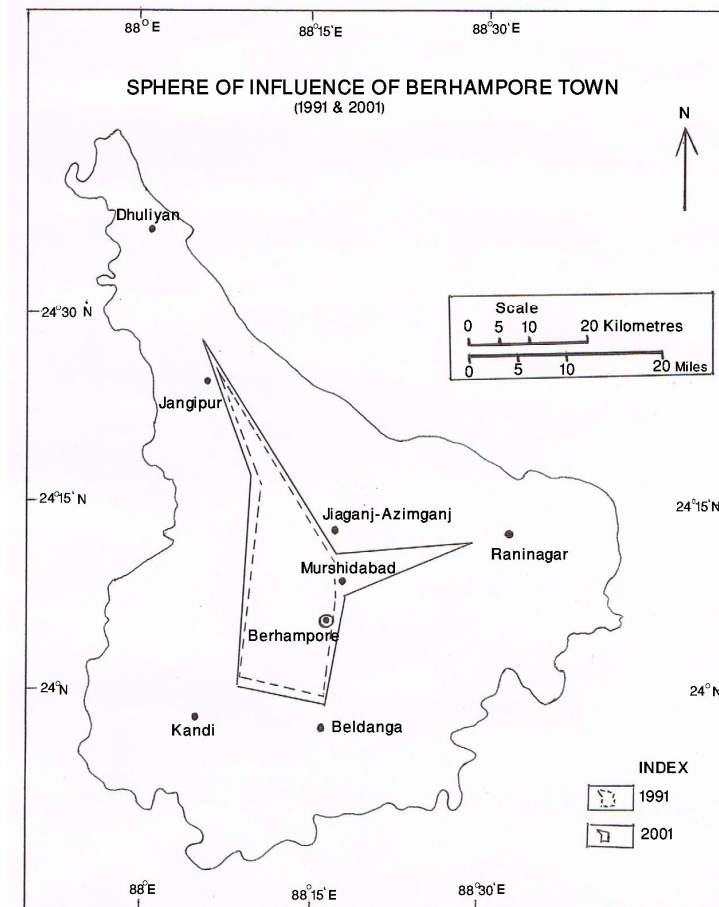 88°E 88°15'E 88°30'E
SPHERE OF INFLUENCE OF BERHAMPORE TOWN
(1991 & 2001)
N
Dhuliyan
24°30 N
Scale
0 5 10 20 Kilometres
0 5 10 20 Miles
Jangipur
24°15'N
24°15'N
Jiaganj-Azimganj
Raninagar
Murshidabad
Berhampore
24°N
24°N
Kandi
Beldanga
INDEX
1991
2001
88°E 88°15'E 88°30'E